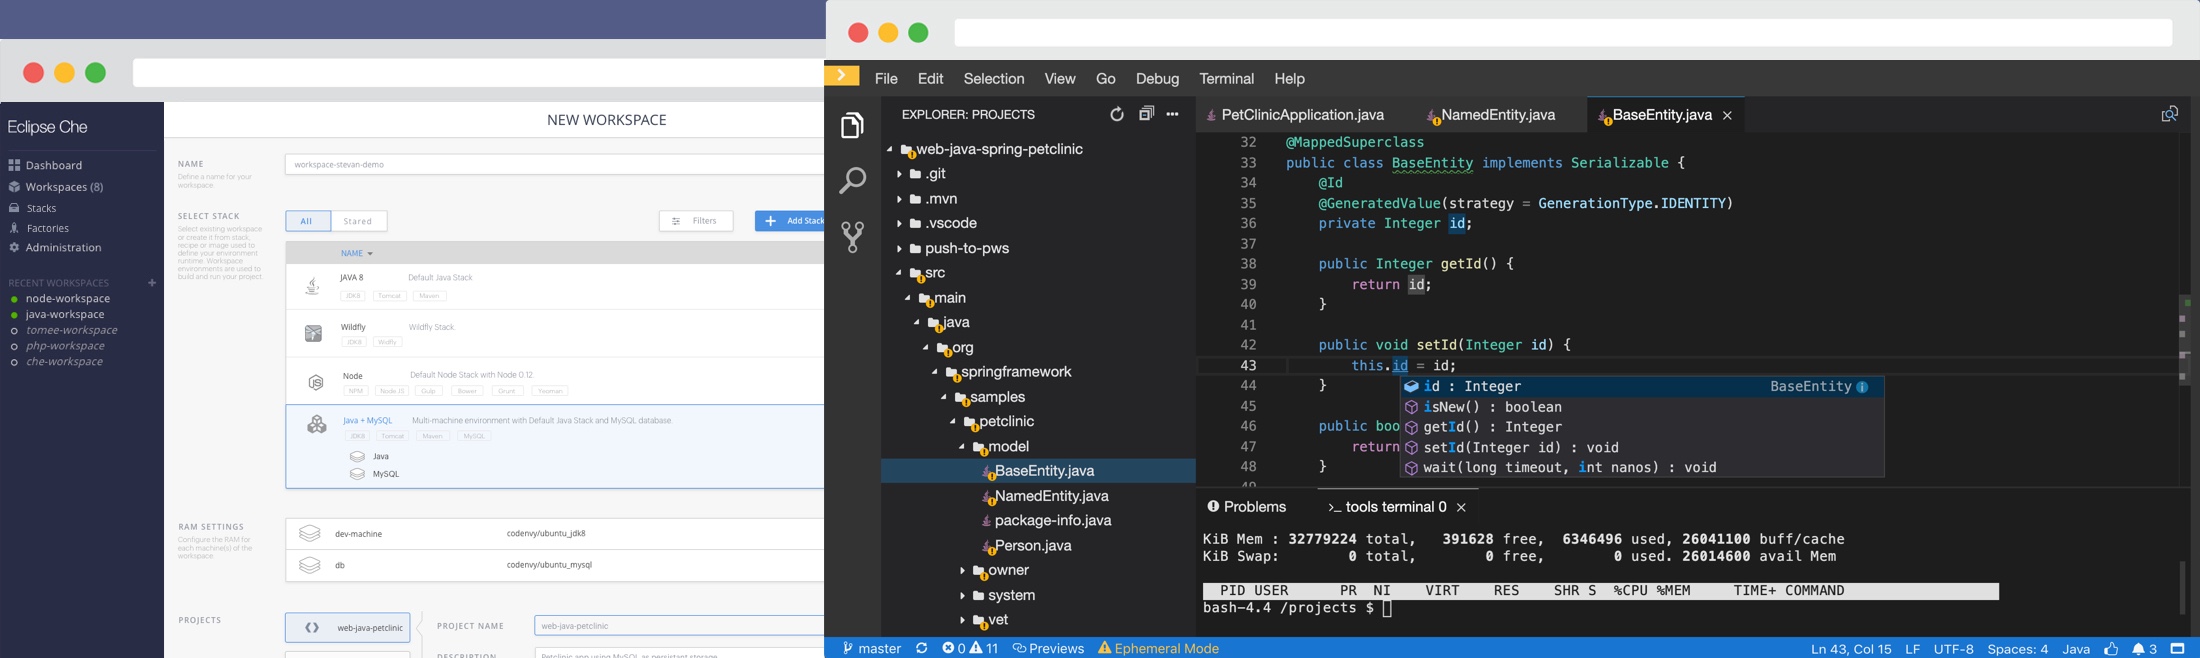 Eclipse Che
Dashboard
Workspaces (8)
Stacks
Factories
Administration
RECENT WORKSPACES +
node-workspace
java-workspace
tomee-workspace
php-workspace
che-workspace
NEW WORKSPACE
NAME
Define a name for your
workspace
workspace-stevan-demo
SELECT STACK
Select existing workspace
or create it from stack,
recipe or image used to
define your environment
runtime. Workspace
environments are used to
build and run your project.
All Stared
Filters
+ Add Stack
NAME
JAVA 8 Default Java Stack
JDK8 Tomcat Maven
Wildfly Wildfly Stack.
JDK8 Wildfly
Node Default Node Stack with Node 0.12.
NPM Node JS Gulp Bower Grunt Yeoman
Java + MySQL Multi-machine environment with Default Java Stack and MySQL database.
JDK8 Tomcat Maven MySQL
Java
MySQL
RAM SETTINGS
Configure the RAM for
each machine(s) of the
workspace.
dev-machine codenvy/ubuntu_jdk8
db codenvy/ubuntu_mysql
PROJECTS
web-java-petclinic
PROJECT NAME web-java-petclinic
DESCRIPTION Petclinic app using MySQL as persistant storage
File Edit Selection View Go Debug Terminal Help
EXPLORER: PROJECTS
web-java-spring-petclinic
.git
.mvn
.vscode
push-to-pws
src
main
java
org
springframework
samples
petclinic
model
BaseEntity.java
NamedEntity.java
package-info.java
Person.java
owner
system
vet
PetClinicApplication.java NamedEntity.java BaseEntity.java ×
32 @MappedSuperclass
33 public class BaseEntity implements Serializable {
34 @Id
35 @GeneratedValue(strategy = GenerationType.IDENTITY)
36 private Integer id;
37
38 public Integer getId() {
39 return id;
40 }
41
42 public void setId(Integer id) {
43 this.id = id;
44 }
45
46 public boo
47 return
48 }
49
id : Integer BaseEntity
isNew() : boolean
getId() : Integer
setId(Integer id) : void
wait(long timeout, int nanos) : void
Problems >_ tools terminal 0 ×
KiB Mem : 32779224 total, 391628 free, 6346496 used, 26041100 buff/cache
KiB Swap: 0 total, 0 free, 0 used. 26014600 avail Mem
PID USER PR NI VIRT RES SHR S %CPU %MEM TIME+ COMMAND
bash-4.4 /projects $
master 0 11 Previews Ephemeral Mode
Ln 43, Col 15 LF UTF-8 Spaces: 4 Java 3